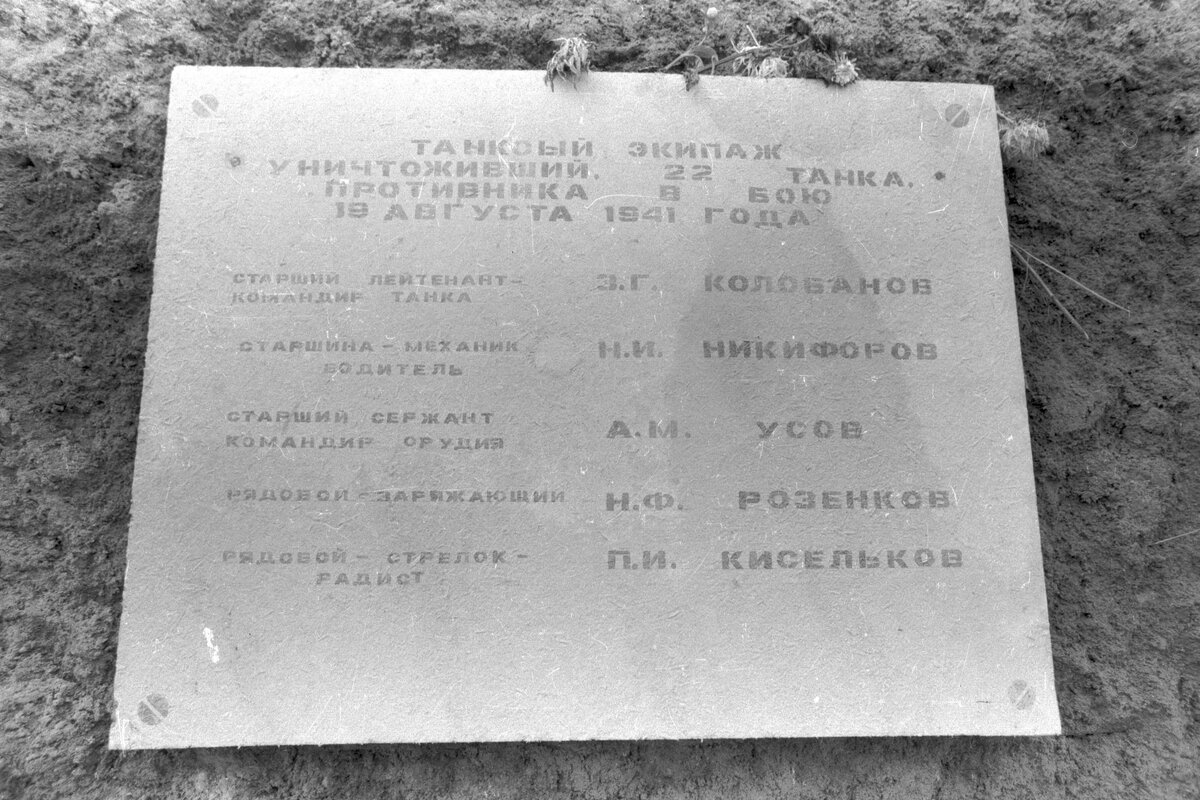 ТАНКОЫЙ ЭКИПАЖ
УНИЧТОЖИВШИЙ. 22 ТАНКА.
ПРОТИВНИКА В БОЮ
19 АВГУСТА 1941 ГОДА
СТАРШИЙ ЛЕЙТЕНАНТ- З.Г. КОЛОБАНОВ
КОМАНДИР ТАНКА
СТАРШИНА - МЕХАНИК Н.И. НИКИФОРОВ
ВОДИТЕЛЬ
СТАРШИЙ СЕРЖАНТ А.М. УСОВ
КОМАНДИР ОРУДИЯ
РЯДОВОЙ - ЗАРЯЖАЮЩИЙ Н.Ф. РОЗЕНКОВ
РЯДОВОЙ - СТРЕЛОК - П.И. КИСЕЛЬКОВ
РАДИСТ